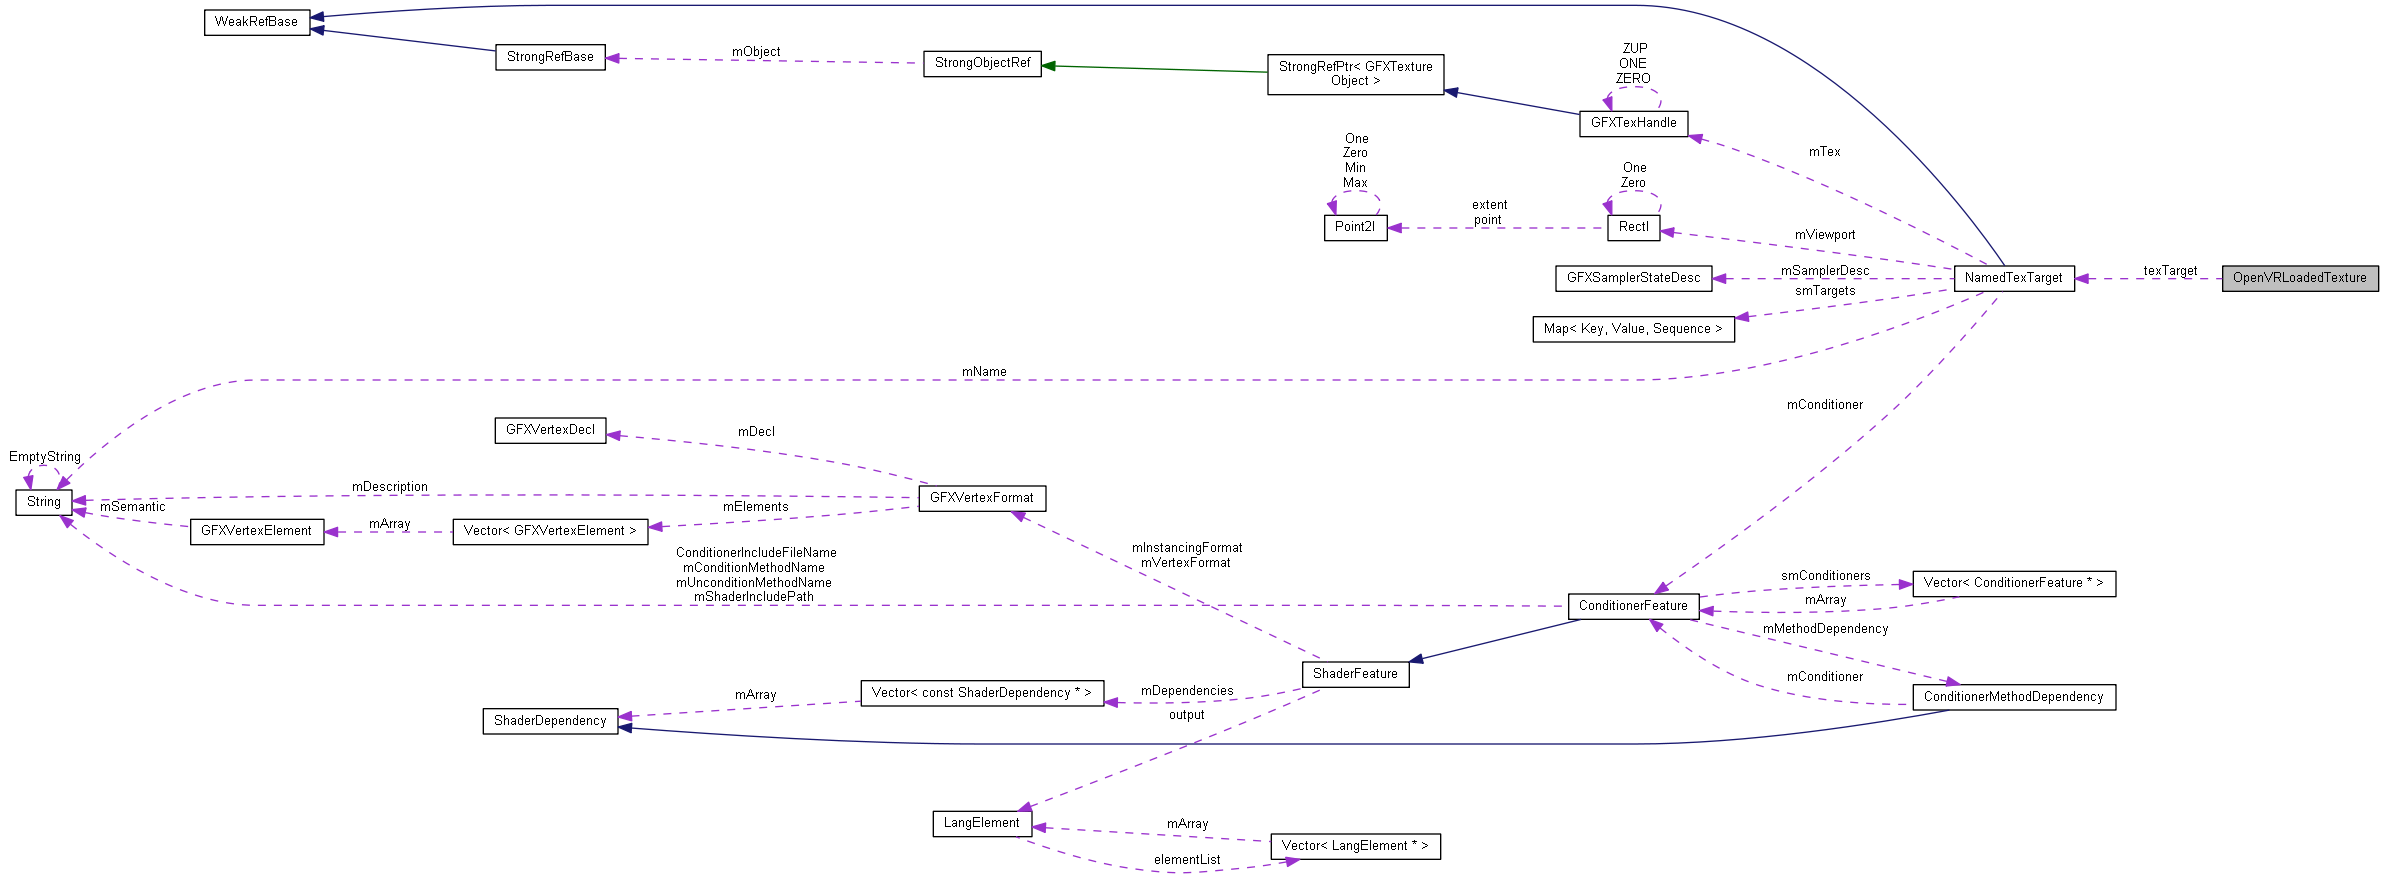 WeakRefBase
StrongRefBase
mObject
StrongObjectRef
StrongRefPtr< GFXTexture
Object >
ZUP
ONE
ZERO
GFXTexHandle
mTex
One
Zero
Min
Max
Point2I
extent
point
One
Zero
RectI
mViewport
GFXSamplerStateDesc
mSamplerDesc
smTargets
NamedTexTarget
texTarget
OpenVRLoadedTexture
Map< Key, Value, Sequence >
mName
mConditioner
GFXVertexDecl
mDecl
EmptyString
String
mDescription
mSemantic
GFXVertexElement
mArray
Vector< GFXVertexElement >
mElements
GFXVertexFormat
ConditionerIncludeFileName
mConditionMethodName
mUnconditionMethodName
mShaderIncludePath
mInstancingFormat
mVertexFormat
ConditionerFeature
smConditioners
mArray
Vector< ConditionerFeature * >
mMethodDependency
mConditioner
ConditionerMethodDependency
ShaderFeature
mDependencies
output
Vector< const ShaderDependency * >
mArray
ShaderDependency
LangElement
mArray
elementList
Vector< LangElement * >